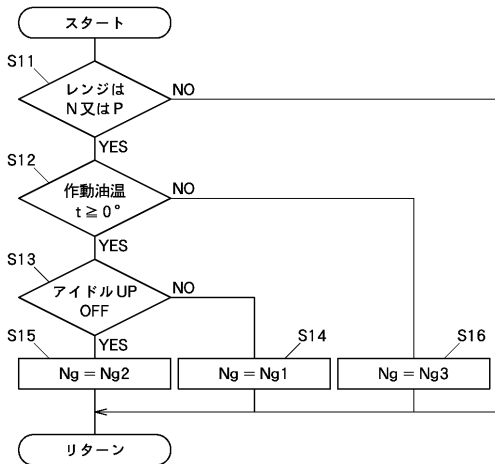 スタート
S11
レンジは
N又はP
NO
YES
S12
作動油温
t≧0°
NO
YES
S13
アイドルUP
OFF
NO
YES
S15
Ng=Ng2
S14
Ng=Ng1
S16
Ng=Ng3
リターン